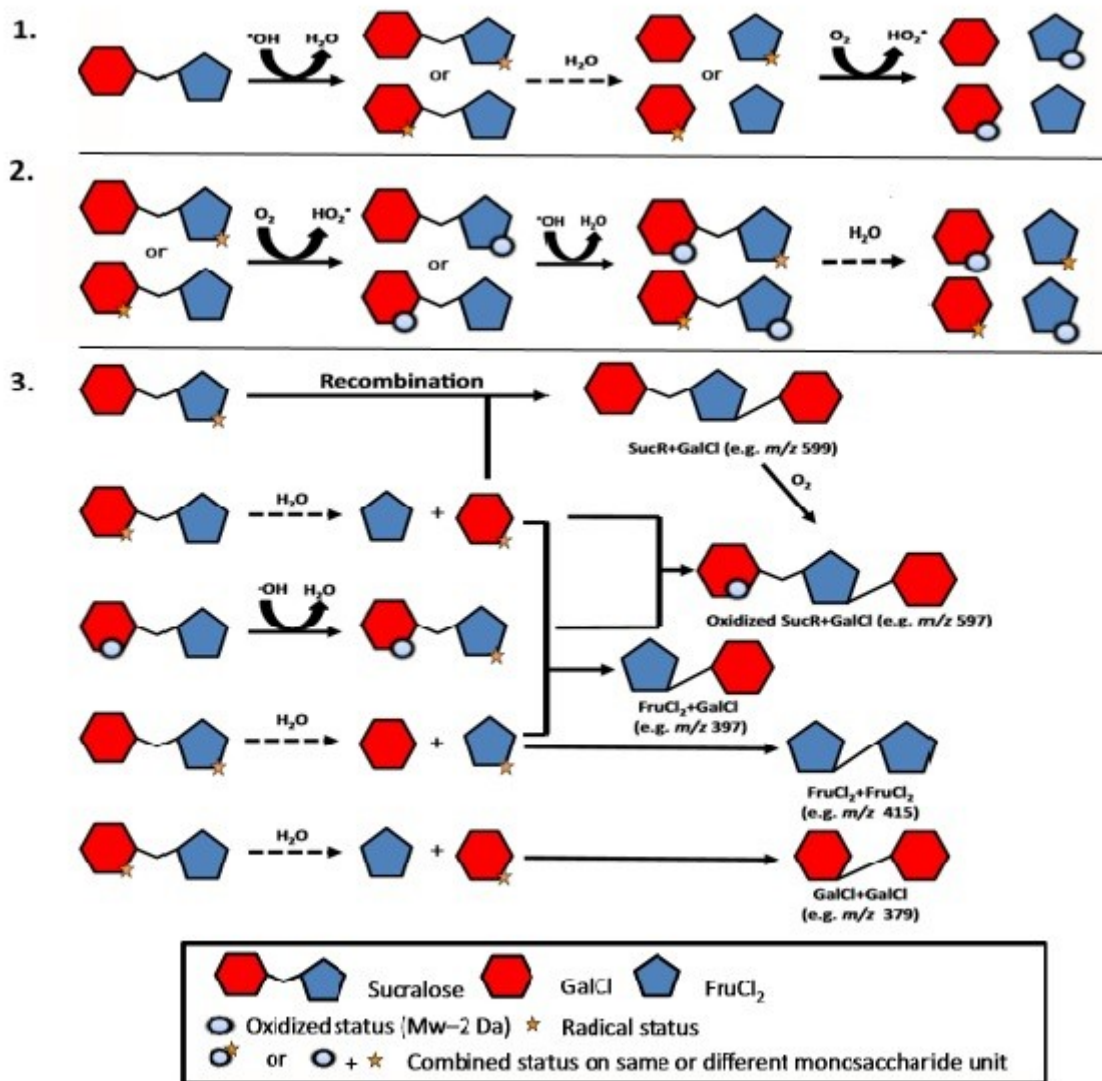 1.
•OH H₂O
or
H₂O
or
O₂ HO₂•
2.
or
O₂ HO₂•
or
•OH H₂O
H₂O
3.
Recombination
SucR+GalCl (e.g. m/z 599)
O₂
H₂O
+
·OH H₂O
Oxidized SucR+GalCl (e.g. m/z 597)
FruCl₂+GalCl
(e.g. m/z 397)
H₂O
+
FruCl₂+FruCl₂
(e.g. m/z 415)
H₂O
+
GalCl+GalCl
(e.g. m/z 379)
Sucralose GalCl FruCl₂
Oxidized status (Mw–2 Da) Radical status
or + Combined status on same or different monosaccharide unit